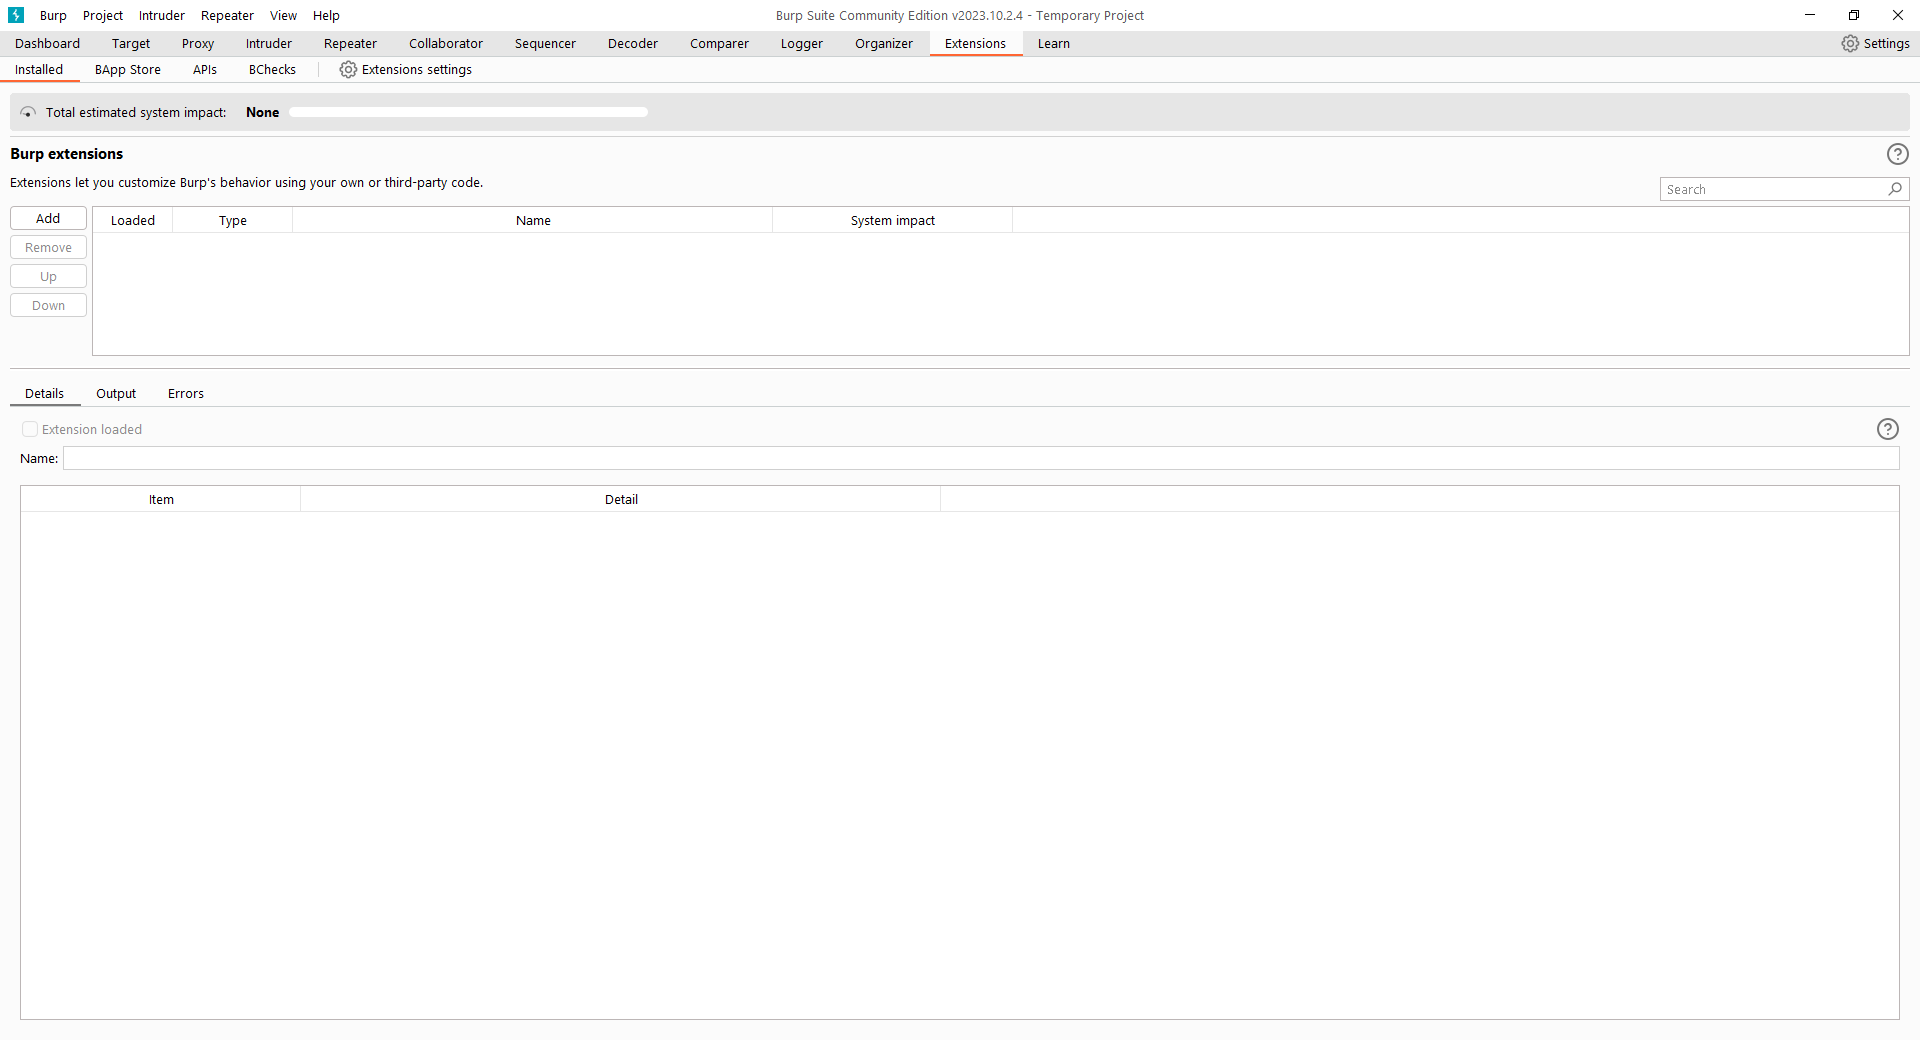 Burp Project Intruder Repeater View Help Burp Suite Community Edition v2023.10.2.4 - Temporary Project
Dashboard Target Proxy Intruder Repeater Collaborator Sequencer Decoder Comparer Logger Organizer Extensions Learn Settings
Installed BApp Store APIs BChecks Extensions settings
Total estimated system impact: None
Burp extensions
Extensions let you customize Burp's behavior using your own or third-party code.
Search
Add
Loaded Type Name System impact
Remove
Up
Down
Details Output Errors
Extension loaded
Name:
Item Detail